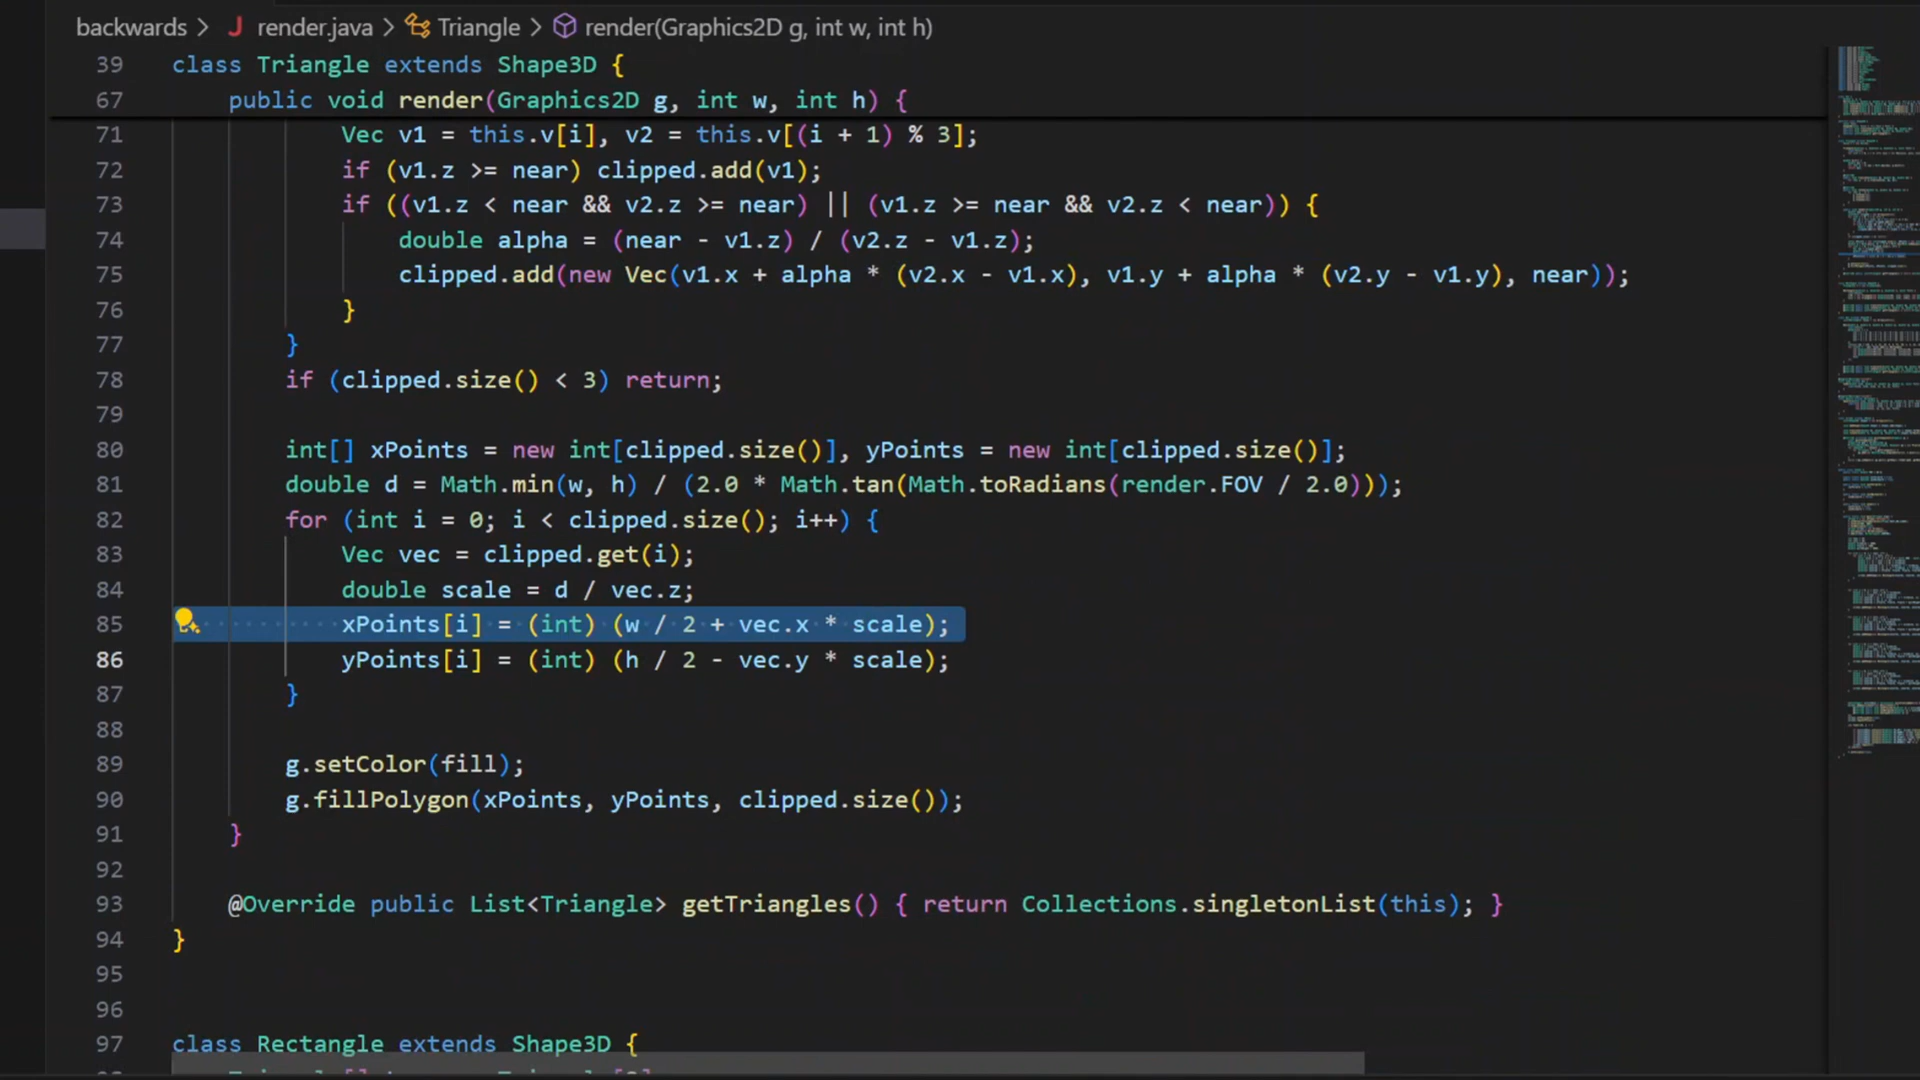 backwards > J render.java > Triangle > render(Graphics2D g, int w, int h)
39 class Triangle extends Shape3D {
67 public void render(Graphics2D g, int w, int h) {
71 Vec v1 = this.v[i], v2 = this.v[(i + 1) % 3];
72 if (v1.z >= near) clipped.add(v1);
73 if ((v1.z < near && v2.z >= near) || (v1.z >= near && v2.z < near)) {
74 double alpha = (near - v1.z) / (v2.z - v1.z);
75 clipped.add(new Vec(v1.x + alpha * (v2.x - v1.x), v1.y + alpha * (v2.y - v1.y), near));
76 }
77 }
78 if (clipped.size() < 3) return;
79
80 int[] xPoints = new int[clipped.size()], yPoints = new int[clipped.size()];
81 double d = Math.min(w, h) / (2.0 * Math.tan(Math.toRadians(render.FOV / 2.0)));
82 for (int i = 0; i < clipped.size(); i++) {
83 Vec vec = clipped.get(i);
84 double scale = d / vec.z;
85 xPoints[i] = (int) (w / 2 + vec.x * scale);
86 yPoints[i] = (int) (h / 2 - vec.y * scale);
87 }
88
89 g.setColor(fill);
90 g.fillPolygon(xPoints, yPoints, clipped.size());
91 }
92
93 @Override public List<Triangle> getTriangles() { return Collections.singletonList(this); }
94 }
95
96
97 class Rectangle extends Shape3D {